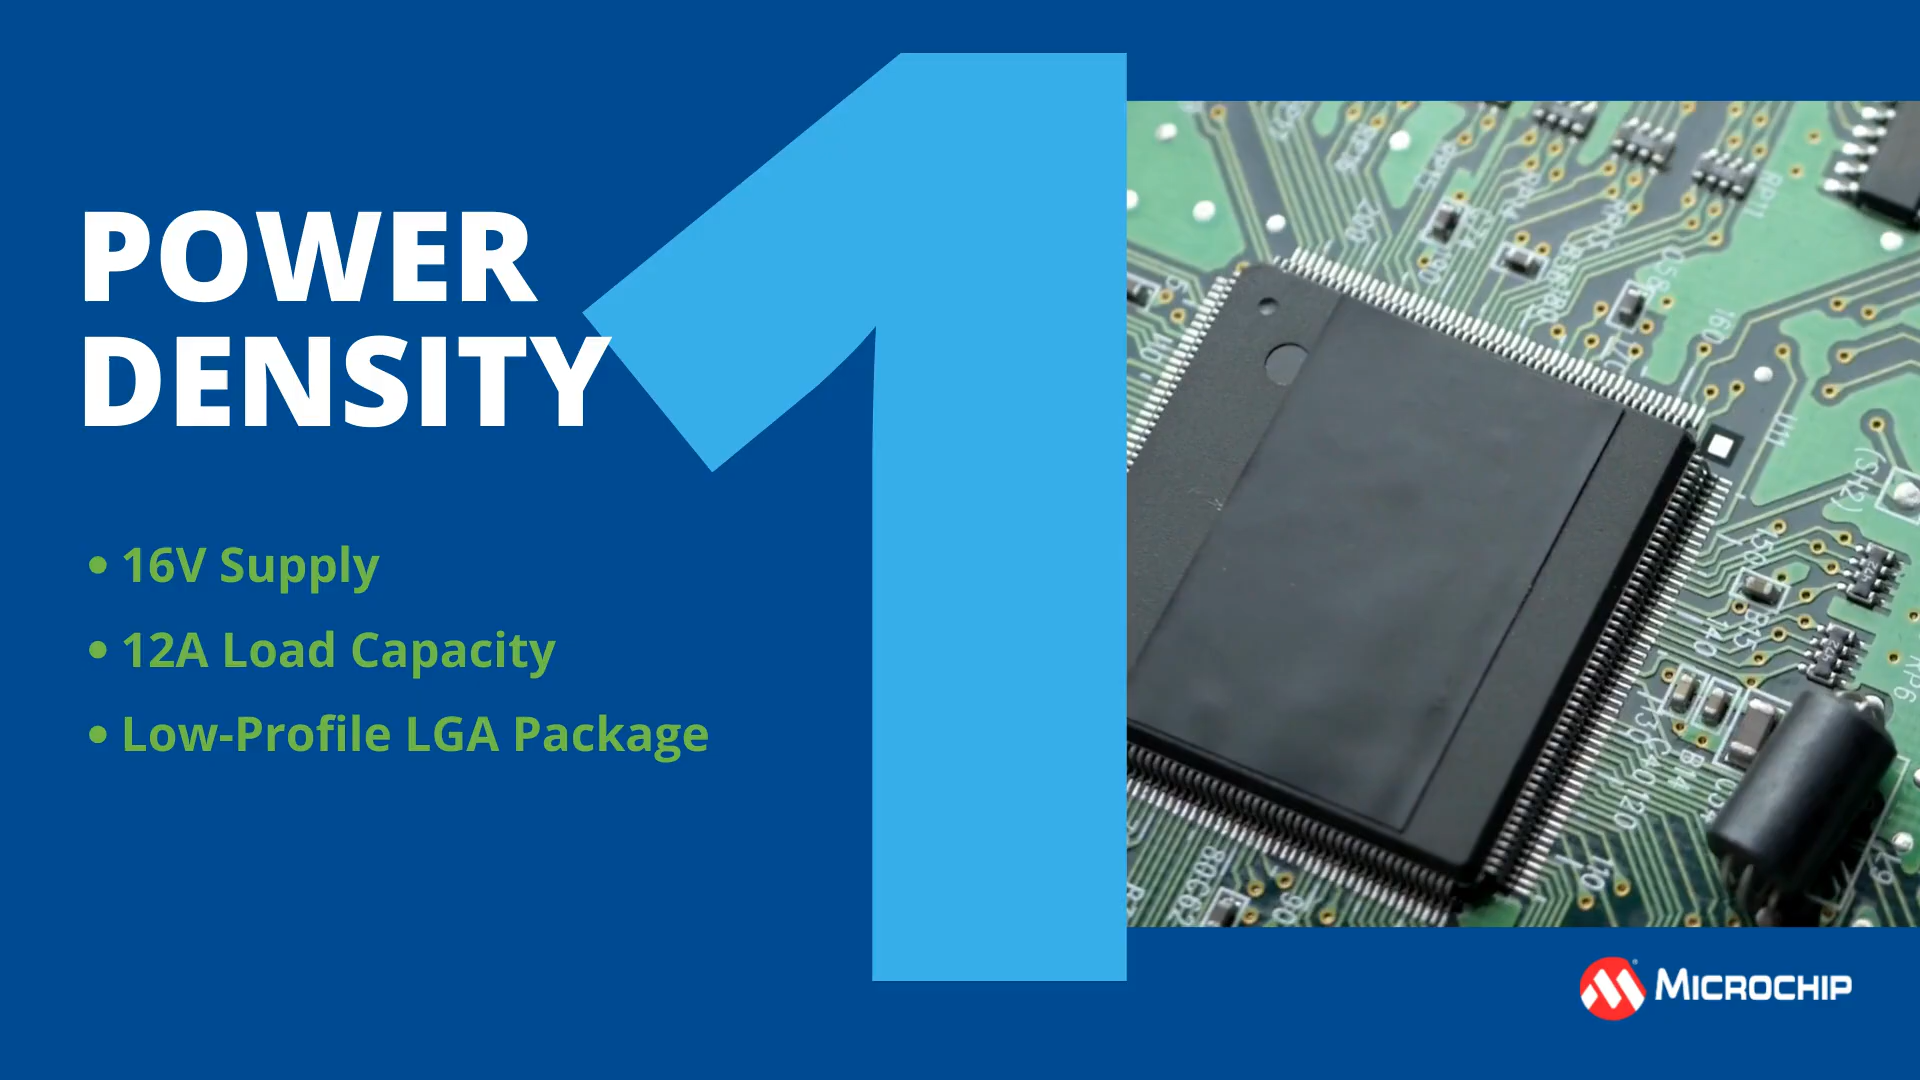 POWER
DENSITY
1
• 16V Supply
• 12A Load Capacity
• Low-Profile LGA Package
MICROCHIP